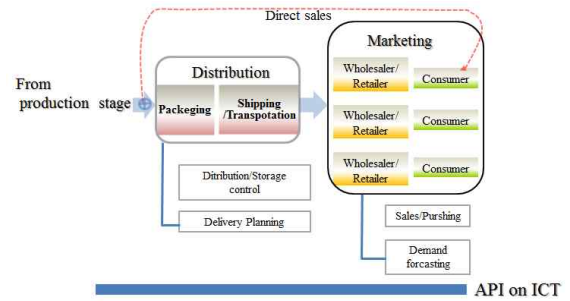 Direct sales
Marketing
Distribution
From
production stage
Packeging
Shipping
/Transpotation
Wholesaler/
Retailer
Consumer
Wholesaler/
Retailer
Consumer
Wholesaler/
Retailer
Consumer
Ditribution/Storage
control
Delivery Planning
Sales/Purshing
Demand
forcasting
API on ICT